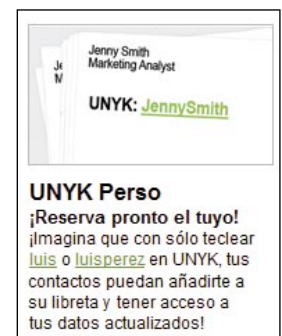 Jenny Smith
Marketing Analyst
Je
M
UNYK: JennySmith
UNYK Perso
¡Reserva pronto el tuyo!
¡Imagina que con sólo teclear
luis o luisperez en UNYK, tus
contactos puedan añadirte a
su libreta y tener acceso a
tus datos actualizados!